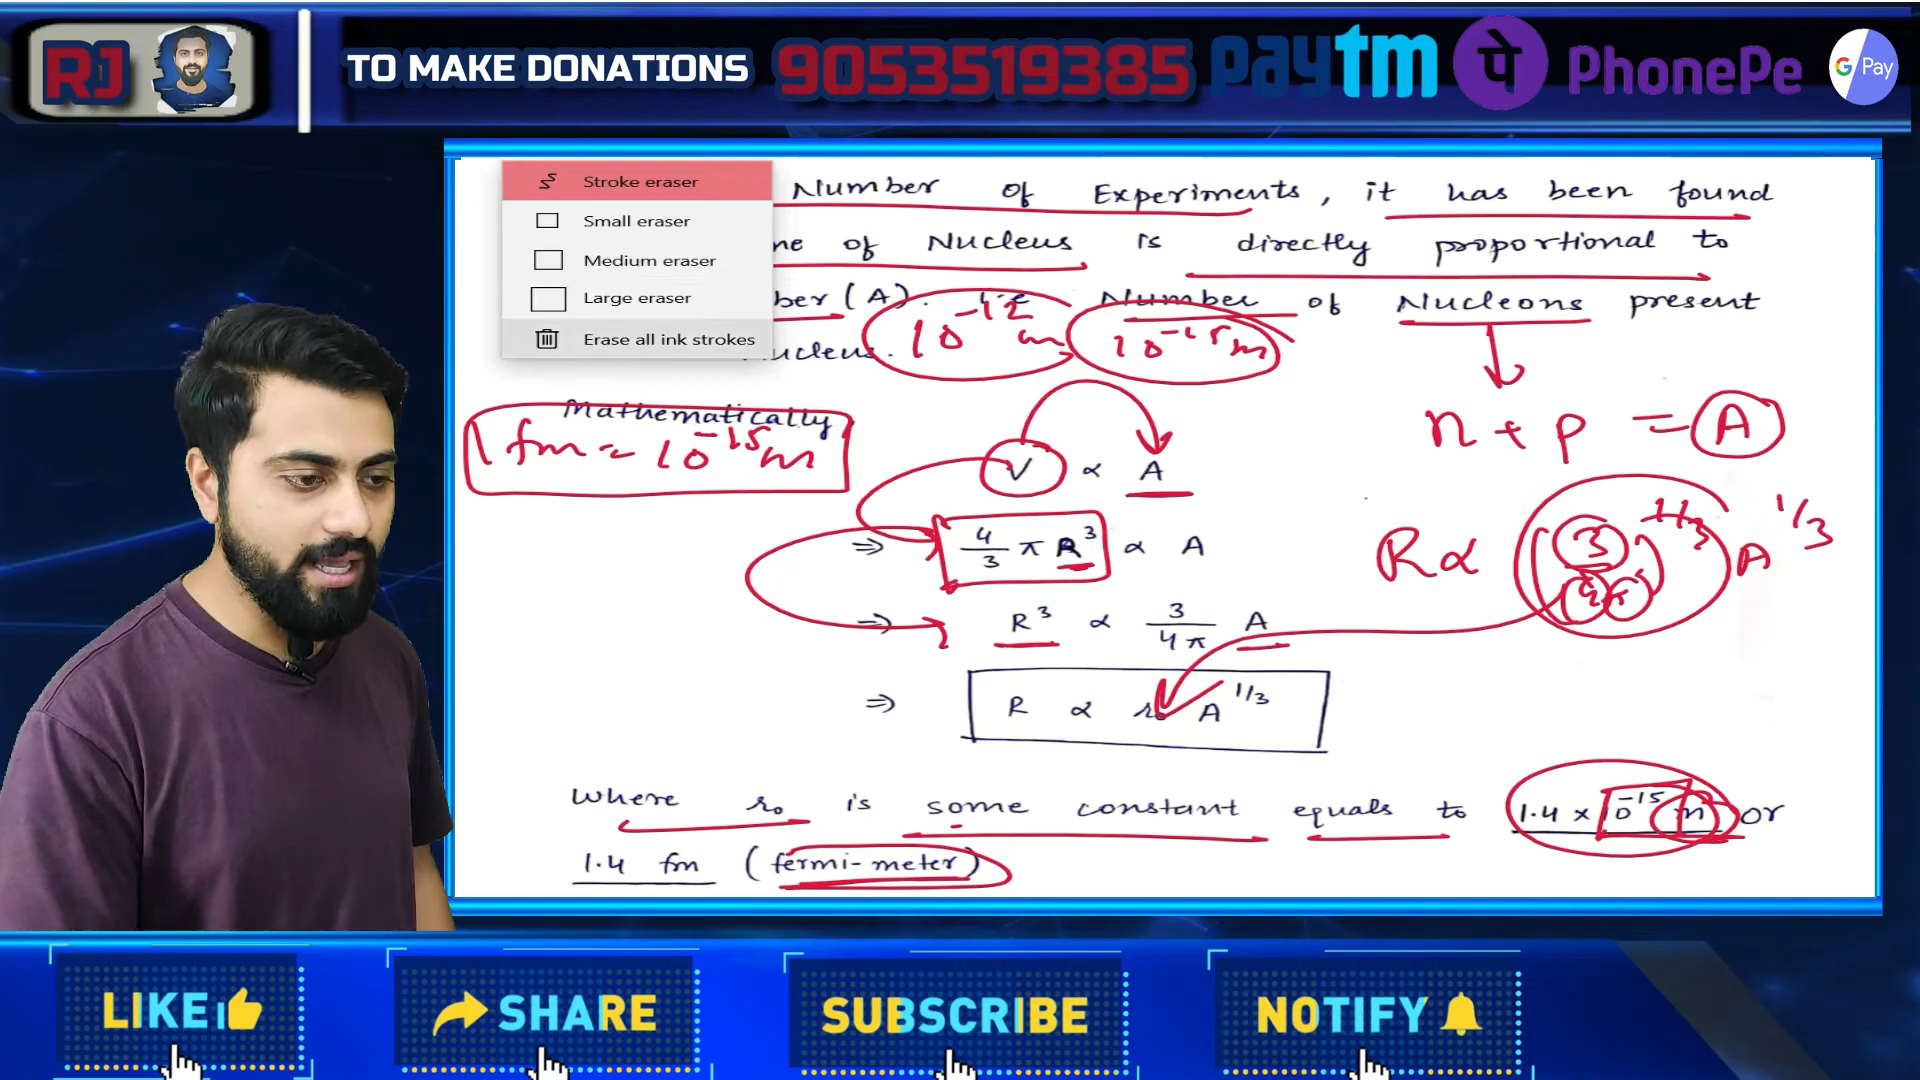 RJ TO MAKE DONATIONS 9053519385 paytm पे PhonePe G Pay
Stroke eraser
Small eraser
Medium eraser
Large eraser
Erase all ink strokes
Number of Experiments, it has been found
me of Nucleus is directly proportional to
ber (A). i.e Number of Nucleons present
ucleus.
10⁻¹² m 10⁻¹⁵ m
n + p = A
Mathematically
1 fm = 10⁻¹⁵ m
V ∝ A
⇒ 4/3 π R³ ∝ A
R ∝ (3/4π)^1/3 A^1/3
⇒ R³ ∝ 3/4π A
⇒ R ∝ r₀ A^1/3
Where r₀ is some constant equals to 1.4 × 10⁻¹⁵ m or
1.4 fm (fermi-meter)
LIKE SHARE SUBSCRIBE NOTIFY